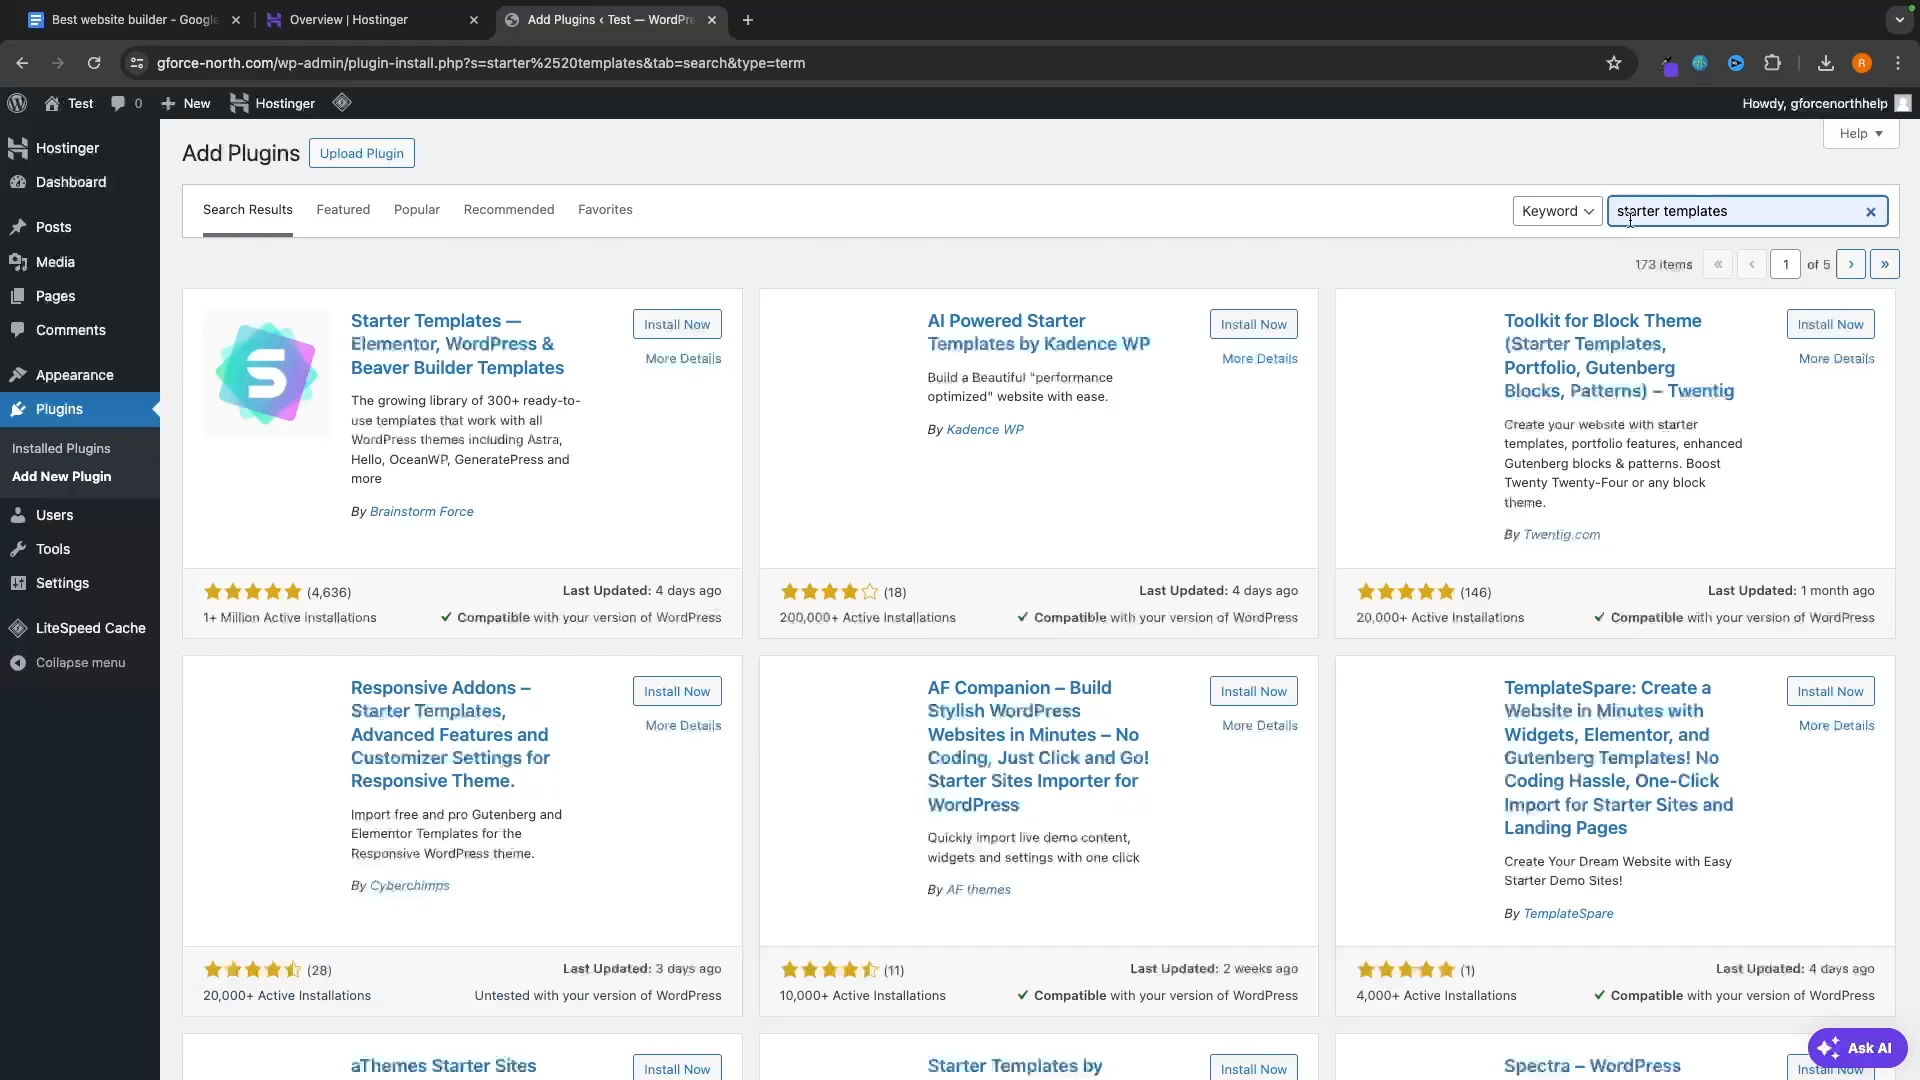 Best website builder - Google
Overview | Hostinger
Add Plugins ‹ Test — WordPre
gforce-north.com/wp-admin/plugin-install.php?s=starter%2520templates&tab=search&type=term
R
Test
0
New
Hostinger
Howdy, gforcenorthhelp
Hostinger
Dashboard
Posts
Media
Pages
Comments
Appearance
Plugins
Installed Plugins
Add New Plugin
Users
Tools
Settings
LiteSpeed Cache
Collapse menu
Add Plugins
Upload Plugin
Help
Search Results
Featured
Popular
Recommended
Favorites
Keyword
starter templates
173 items
«
‹
1
of 5
›
»
Starter Templates —
Elementor, WordPress &
Beaver Builder Templates
Install Now
More Details
The growing library of 300+ ready-to-
use templates that work with all
WordPress themes including Astra,
Hello, OceanWP, GeneratePress and
more
By Brainstorm Force
(4,636)
Last Updated: 4 days ago
1+ Million Active Installations
Compatible with your version of WordPress
AI Powered Starter
Templates by Kadence WP
Install Now
More Details
Build a Beautiful "performance
optimized" website with ease.
By Kadence WP
(18)
Last Updated: 4 days ago
200,000+ Active Installations
Compatible with your version of WordPress
Toolkit for Block Theme
(Starter Templates,
Portfolio, Gutenberg
Blocks, Patterns) – Twentig
Install Now
More Details
Create your website with starter
templates, portfolio features, enhanced
Gutenberg blocks & patterns. Boost
Twenty Twenty-Four or any block
theme.
By Twentig.com
(146)
Last Updated: 1 month ago
20,000+ Active Installations
Compatible with your version of WordPress
Responsive Addons –
Starter Templates,
Advanced Features and
Customizer Settings for
Responsive Theme.
Install Now
More Details
Import free and pro Gutenberg and
Elementor Templates for the
Responsive WordPress theme.
By Cyberchimps
(28)
Last Updated: 3 days ago
20,000+ Active Installations
Untested with your version of WordPress
AF Companion – Build
Stylish WordPress
Websites in Minutes – No
Coding, Just Click and Go!
Starter Sites Importer for
WordPress
Install Now
More Details
Quickly import live demo content,
widgets and settings with one click
By AF themes
(11)
Last Updated: 2 weeks ago
10,000+ Active Installations
Compatible with your version of WordPress
TemplateSpare: Create a
Website in Minutes with
Widgets, Elementor, and
Gutenberg Templates! No
Coding Hassle, One-Click
Import for Starter Sites and
Landing Pages
Install Now
More Details
Create Your Dream Website with Easy
Starter Demo Sites!
By TemplateSpare
(1)
Last Updated: 4 days ago
4,000+ Active Installations
Compatible with your version of WordPress
aThemes Starter Sites
Install Now
Starter Templates by
Install Now
Spectra – WordPress
Install Now
Ask AI